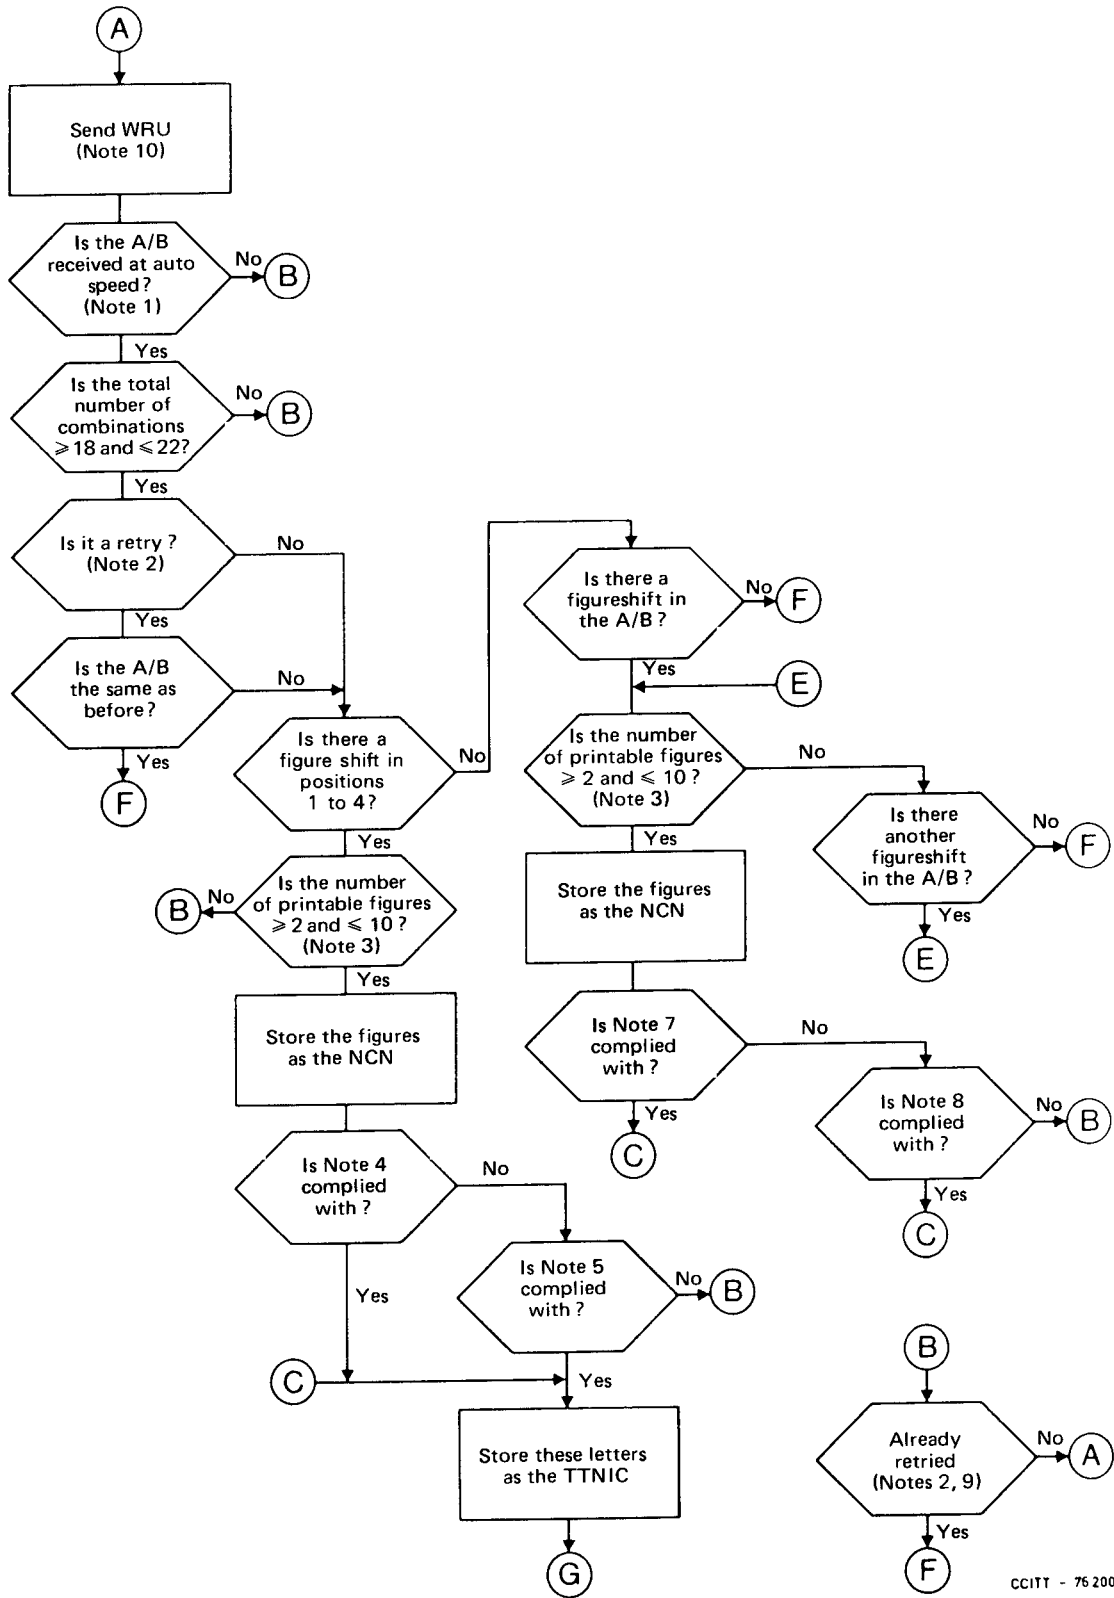 A
Send WRU
(Note 10)
Is the A/B
received at auto
speed?
(Note 1)
No
B
Yes
Is the total
number of
combinations
⩾ 18 and ⩽ 22?
No
B
Yes
Is it a retry ?
(Note 2)
No
Yes
Is the A/B
the same as
before?
No
Yes
F
Is there a
figure shift in
positions
1 to 4?
No
Yes
Is the number
of printable figures
⩾ 2 and ⩽ 10 ?
(Note 3)
No
B
Yes
Store the figures
as the NCN
Is Note 4
complied
with ?
No
Yes
Is Note 5
complied
with ?
No
B
C
Yes
Store these letters
as the TTNIC
G
Is there a
figureshift in
the A/B ?
No
F
Yes
E
Is the number
of printable figures
⩾ 2 and ⩽ 10 ?
(Note 3)
No
Yes
Is there
another
figureshift
in the A/B ?
No
F
Yes
E
Store the figures
as the NCN
Is Note 7
complied
with ?
No
Yes
C
Is Note 8
complied
with ?
No
B
Yes
C
B
Already
retried
(Notes 2, 9)
No
A
Yes
F
CCITT - 76 200